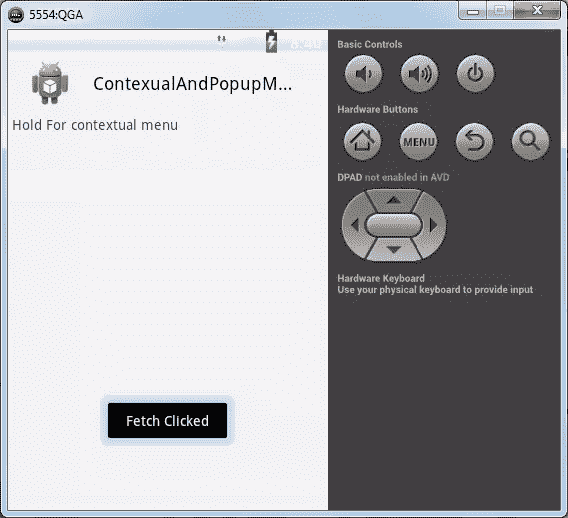 5554:QGA
Basic Controls
ContexualAndPopupM...
Hold For contextual menu
Hardware Buttons
MENU
DPAD not enabled in AVD
Hardware Keyboard
Use your physical keyboard to provide input
Fetch Clicked